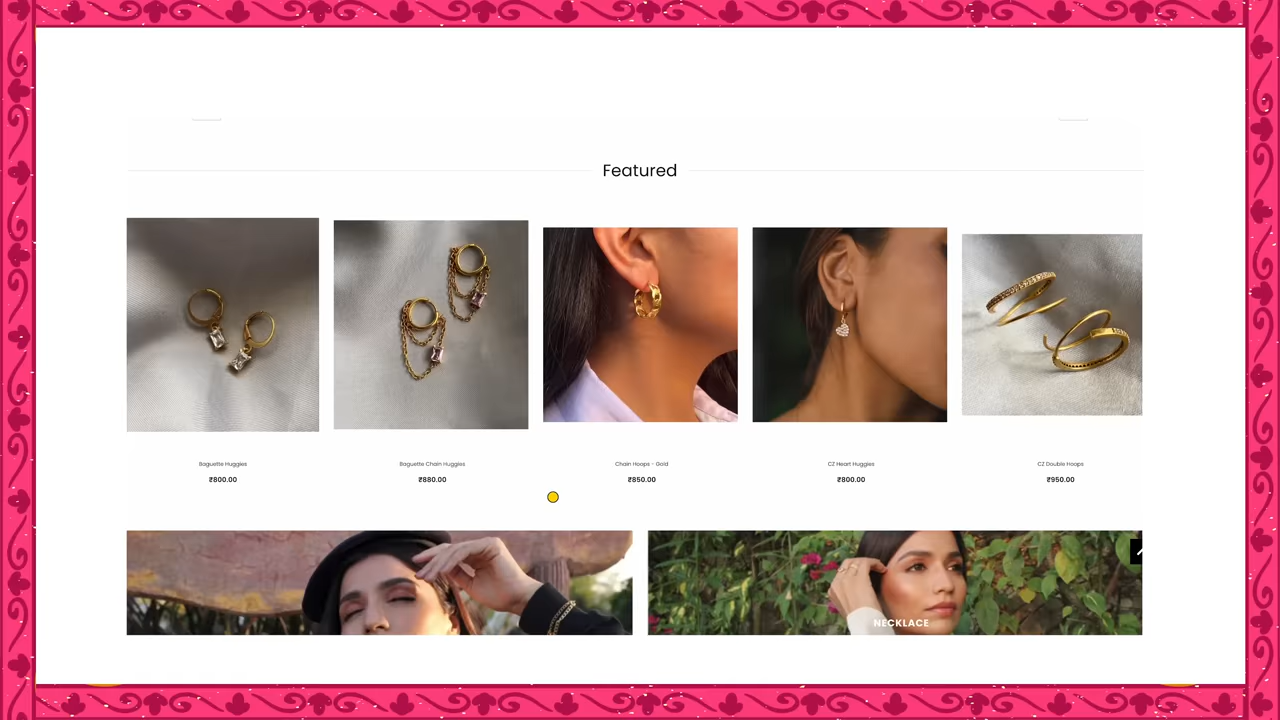 Featured
Baguette Huggies
₹800.00
Baguette Chain Huggies
₹880.00
Chain Hoops - Gold
₹850.00
CZ Heart Huggies
₹800.00
CZ Double Hoops
₹950.00
NECKLACE